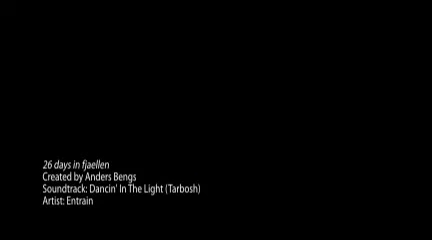 26 days in fjaellen
Created by Anders Bengs
Soundtrack: Dancin' In The Light (Tarbosh)
Artist: Entrain